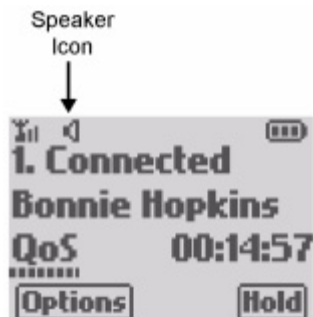 Speaker
Icon
1. Connected
Bonnie Hopkins
QoS 00:14:57
Options Hold